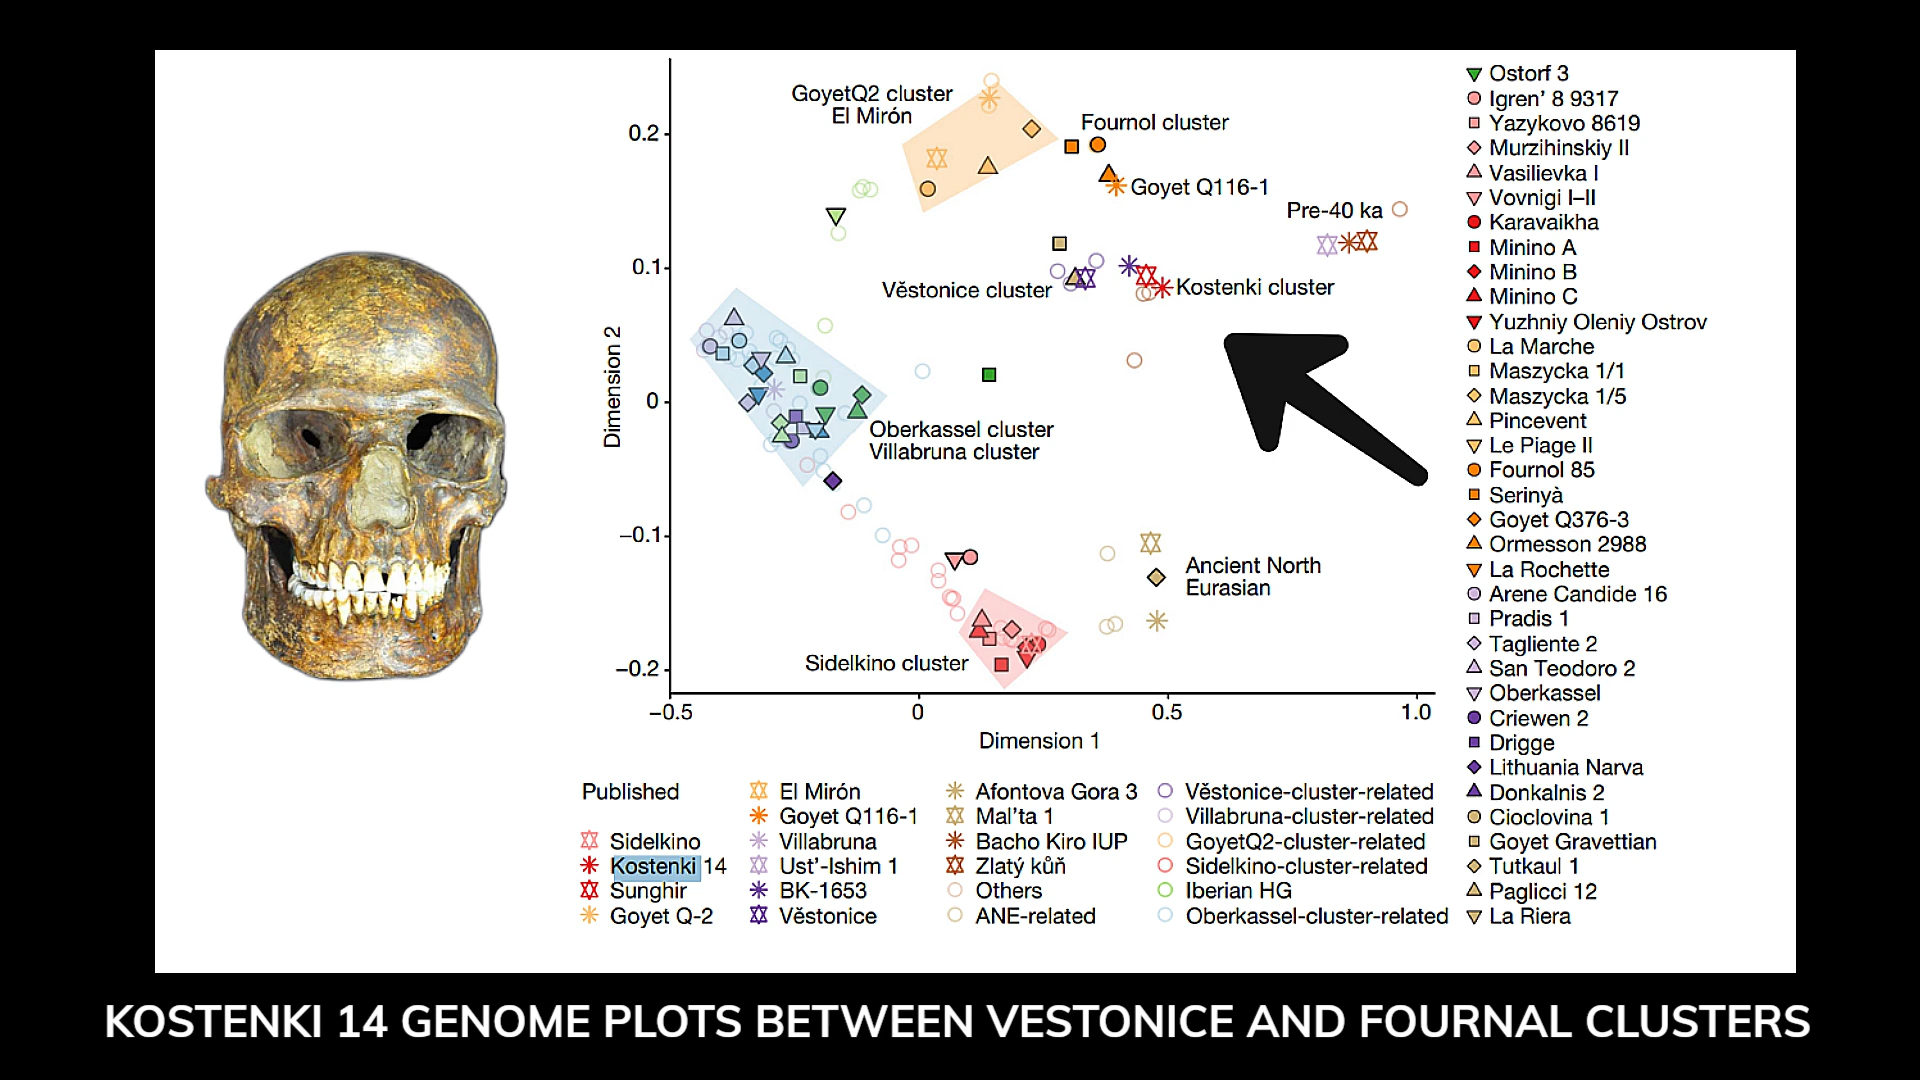 GoyetQ2 cluster
El Mirón
Fournol cluster
Goyet Q116-1
Pre-40 ka
Věstonice cluster
Kostenki cluster
Oberkassel cluster
Villabruna cluster
Ancient North
Eurasian
Sidelkino cluster
Dimension 2
0.2
0.1
0
−0.1
−0.2
−0.5
0
0.5
1.0
Dimension 1
Published
Sidelkino
Kostenki 14
Sunghir
Goyet Q-2
El Mirón
Goyet Q116-1
Villabruna
Ust'-Ishim 1
BK-1653
Věstonice
Afontova Gora 3
Mal'ta 1
Bacho Kiro IUP
Zlatý kůň
Others
ANE-related
Věstonice-cluster-related
Villabruna-cluster-related
GoyetQ2-cluster-related
Sidelkino-cluster-related
Iberian HG
Oberkassel-cluster-related
Ostorf 3
Igren' 8 9317
Yazykovo 8619
Murzihinskiy II
Vasilievka I
Vovnigi I–II
Karavaikha
Minino A
Minino B
Minino C
Yuzhniy Oleniy Ostrov
La Marche
Maszycka 1/1
Maszycka 1/5
Pincevent
Le Piage II
Fournol 85
Serinyà
Goyet Q376-3
Ormesson 2988
La Rochette
Arene Candide 16
Pradis 1
Tagliente 2
San Teodoro 2
Oberkassel
Criewen 2
Drigge
Lithuania Narva
Donkalnis 2
Cioclovina 1
Goyet Gravettian
Tutkaul 1
Paglicci 12
La Riera
KOSTENKI 14 GENOME PLOTS BETWEEN VESTONICE AND FOURNAL CLUSTERS